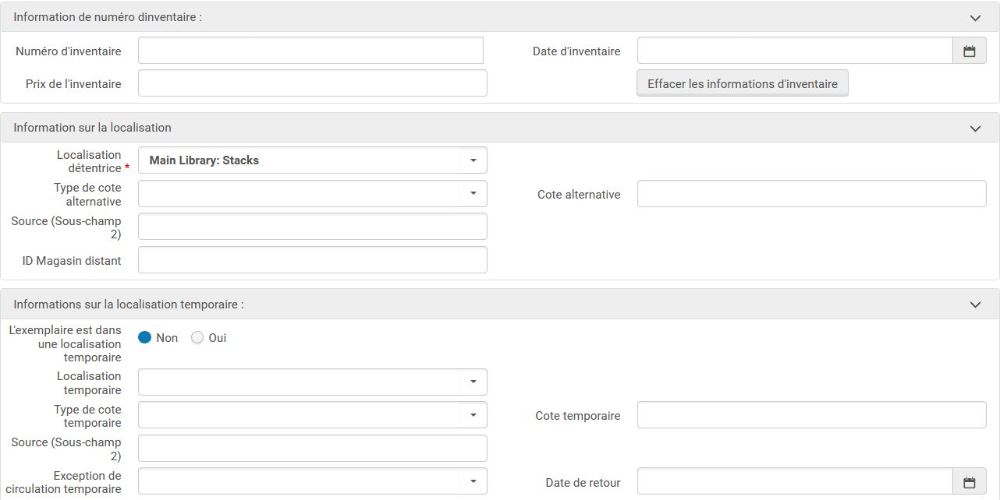 Information de numéro dinventaire :
Numéro d'inventaire
Date d'inventaire
Prix de l'inventaire
Effacer les informations d'inventaire
Information sur la localisation
Localisation
détentrice *
Main Library: Stacks
Type de cote
alternative
Cote alternative
Source (Sous-champ
2)
ID Magasin distant
Informations sur la localisation temporaire :
L'exemplaire est dans
une localisation
temporaire
Non
Oui
Localisation
temporaire
Type de cote
temporaire
Cote temporaire
Source (Sous-champ
2)
Exception de
circulation temporaire
Date de retour